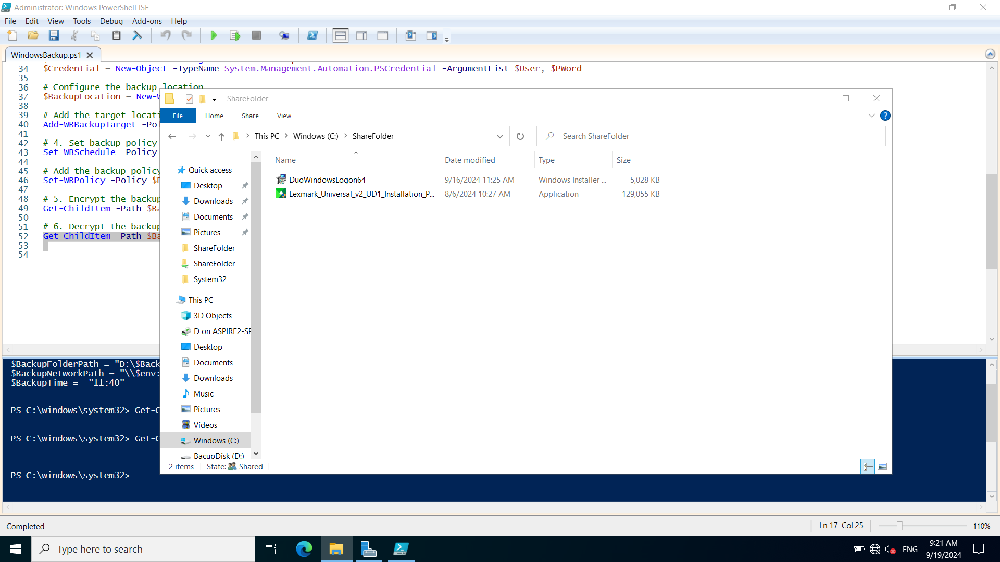 Administrator: Windows PowerShell ISE
File Edit View Tools Debug Add-ons Help
WindowsBackup.ps1
34 $Credential = New-Object -TypeName System.Management.Automation.PSCredential -ArgumentList $User, $PWord
35
36 # Configure the backup location
37 $BackupLocation = New-W
38
39 # Add the target locati
40 Add-WBBackupTarget -Pol
41
42 # 4. Set backup policy
43 Set-WBSchedule -Policy
44
45 # Add the backup policy
46 Set-WBPolicy -Policy $P
47
48 # 5. Encrypt the backup
49 Get-ChildItem -Path $Ba
50
51 # 6. Decrypt the backup
52 Get-ChildItem -Path $Ba
53
54
ShareFolder
File Home Share View
This PC > Windows (C:) > ShareFolder
Search ShareFolder
Name Date modified Type Size
DuoWindowsLogon64 9/16/2024 11:25 AM Windows Installer ... 5,028 KB
Lexmark_Universal_v2_UD1_Installation_P... 8/6/2024 10:27 AM Application 129,055 KB
Quick access
Desktop
Downloads
Documents
Pictures
ShareFolder
ShareFolder
System32
This PC
3D Objects
D on ASPIRE2-SF
Desktop
Documents
Downloads
Music
Pictures
Videos
Windows (C:)
BacupDisk (D:)
2 items State: Shared
$BackupFolderPath = "D:\$Back
$BackupNetworkPath = "\\$env:
$BackupTime = "11:40"
PS C:\windows\system32> Get-C
PS C:\windows\system32> Get-C
PS C:\windows\system32>
Completed
Ln 17 Col 25
110%
Type here to search
ENG
9:21 AM
9/19/2024